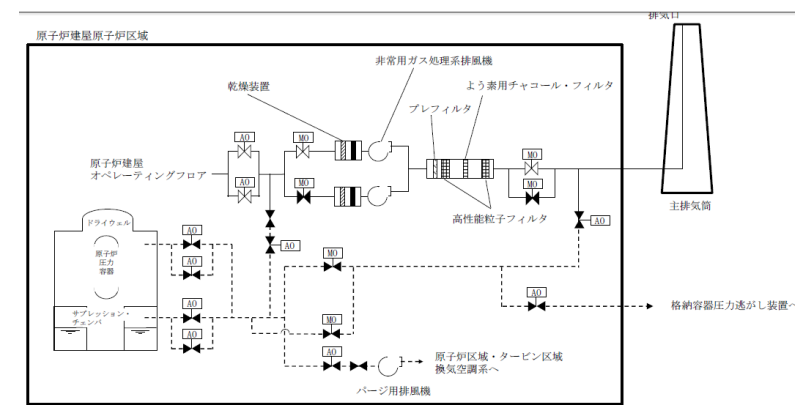 排気口
原子炉建屋原子炉区域
非常用ガス処理系排風機
乾燥装置
よう素用チャコール・フィルタ
プレフィルタ
AO
MO
MO
原子炉建屋
オペレーティングフロア
AO
MO
MO
高性能粒子フィルタ
主排気筒
ドライウェル
AO
AO
AO
原子炉
圧力
容器
AO
MO
AO
サプレッション・
チェンバ
AO
MO
格納容器圧力逃がし装置へ
AO
AO
原子炉区域・タービン区域
換気空調系へ
パージ用排風機